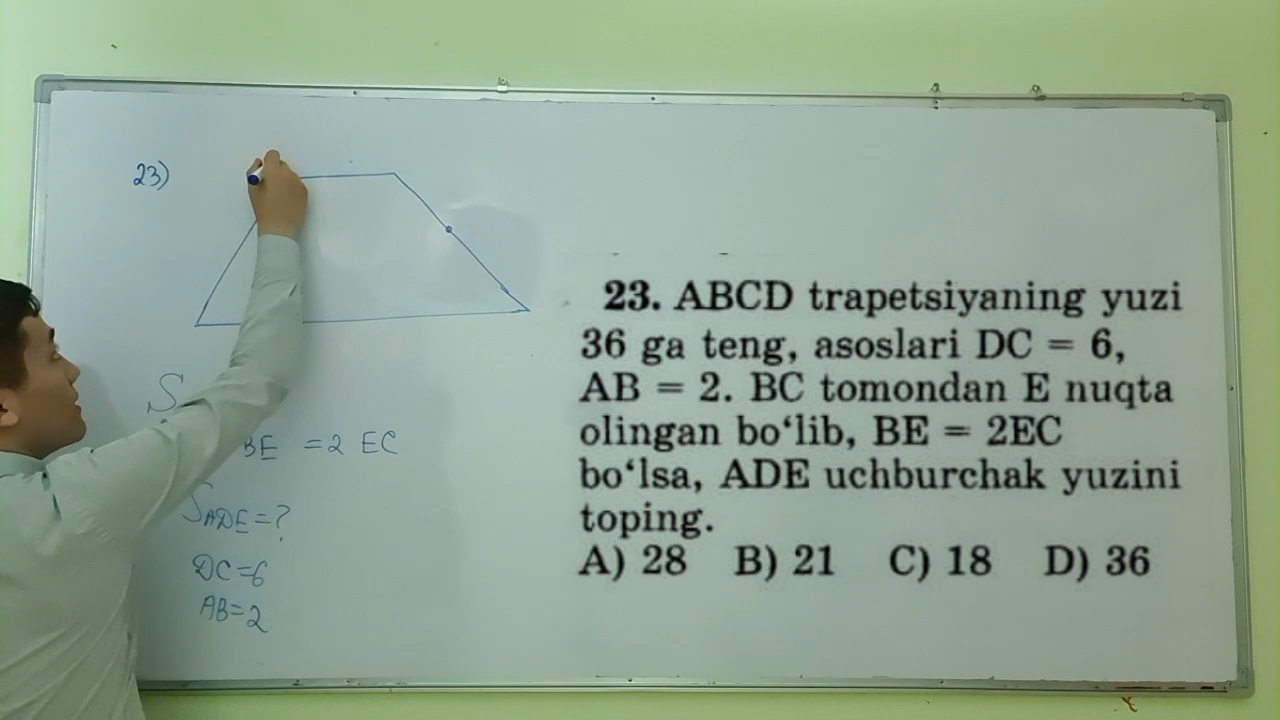 23)
S
BE = 2 EC
S ADE = ?
DC = 6
AB = 2
23. ABCD trapetsiyaning yuzi
36 ga teng, asoslari DC = 6,
AB = 2. BC tomondan E nuqta
olingan bo‘lib, BE = 2EC
bo‘lsa, ADE uchburchak yuzini
toping.
A) 28 B) 21 C) 18 D) 36